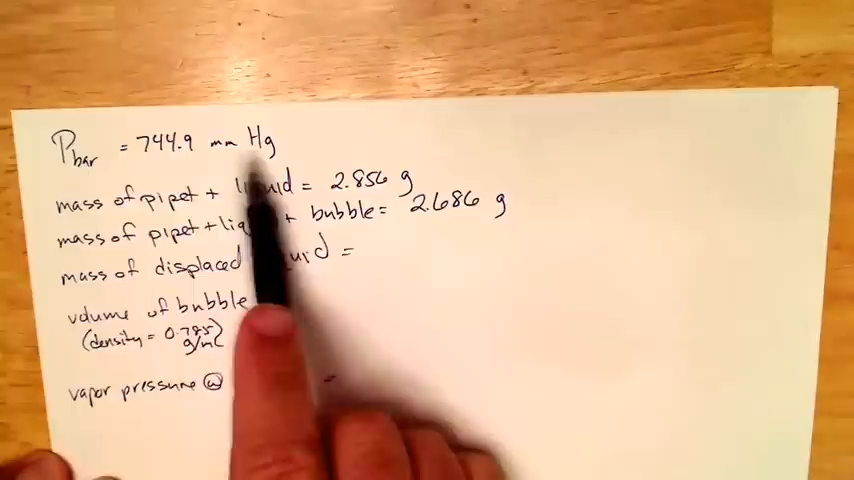 Pbar = 744.9 mm Hg
mass of pipet + liquid = 2.856 g
mass of pipet + liq + bubble = 2.686 g
mass of displaced uid =
volume of bubble
(density = 0.785 g/ml)
vapor pressure @